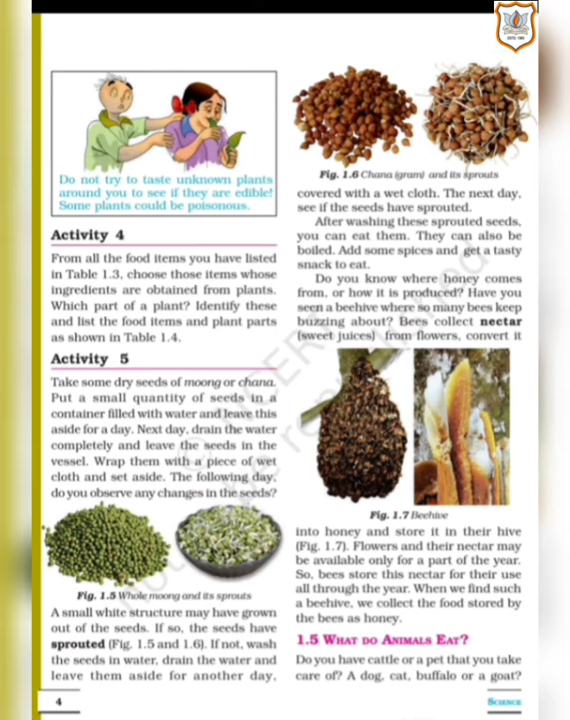 Do not try to taste unknown plants
around you to see if they are edible!
Some plants could be poisonous.
Activity 4
From all the food items you have listed
in Table 1.3, choose those items whose
ingredients are obtained from plants.
Which part of a plant? Identify these
and list the food items and plant parts
as shown in Table 1.4.
Activity 5
Take some dry seeds of moong or chana.
Put a small quantity of seeds in a
container filled with water and leave this
aside for a day. Next day, drain the water
completely and leave the seeds in the
vessel. Wrap them with a piece of wet
cloth and set aside. The following day,
do you observe any changes in the seeds?
Fig. 1.5 Whole moong and its sprouts
A small white structure may have grown
out of the seeds. If so, the seeds have
sprouted (Fig. 1.5 and 1.6). If not, wash
the seeds in water, drain the water and
leave them aside for another day,
Fig. 1.6 Chana (gram) and its sprouts
covered with a wet cloth. The next day,
see if the seeds have sprouted.
After washing these sprouted seeds,
you can eat them. They can also be
boiled. Add some spices and get a tasty
snack to eat.
Do you know where honey comes
from, or how it is produced? Have you
seen a beehive where so many bees keep
buzzing about? Bees collect nectar
(sweet juices) from flowers, convert it
Fig. 1.7 Beehive
into honey and store it in their hive
(Fig. 1.7). Flowers and their nectar may
be available only for a part of the year.
So, bees store this nectar for their use
all through the year. When we find such
a beehive, we collect the food stored by
the bees as honey.
1.5 WHAT DO ANIMALS EAT?
Do you have cattle or a pet that you take
care of? A dog, cat, buffalo or a goat?
4
SCIENCE